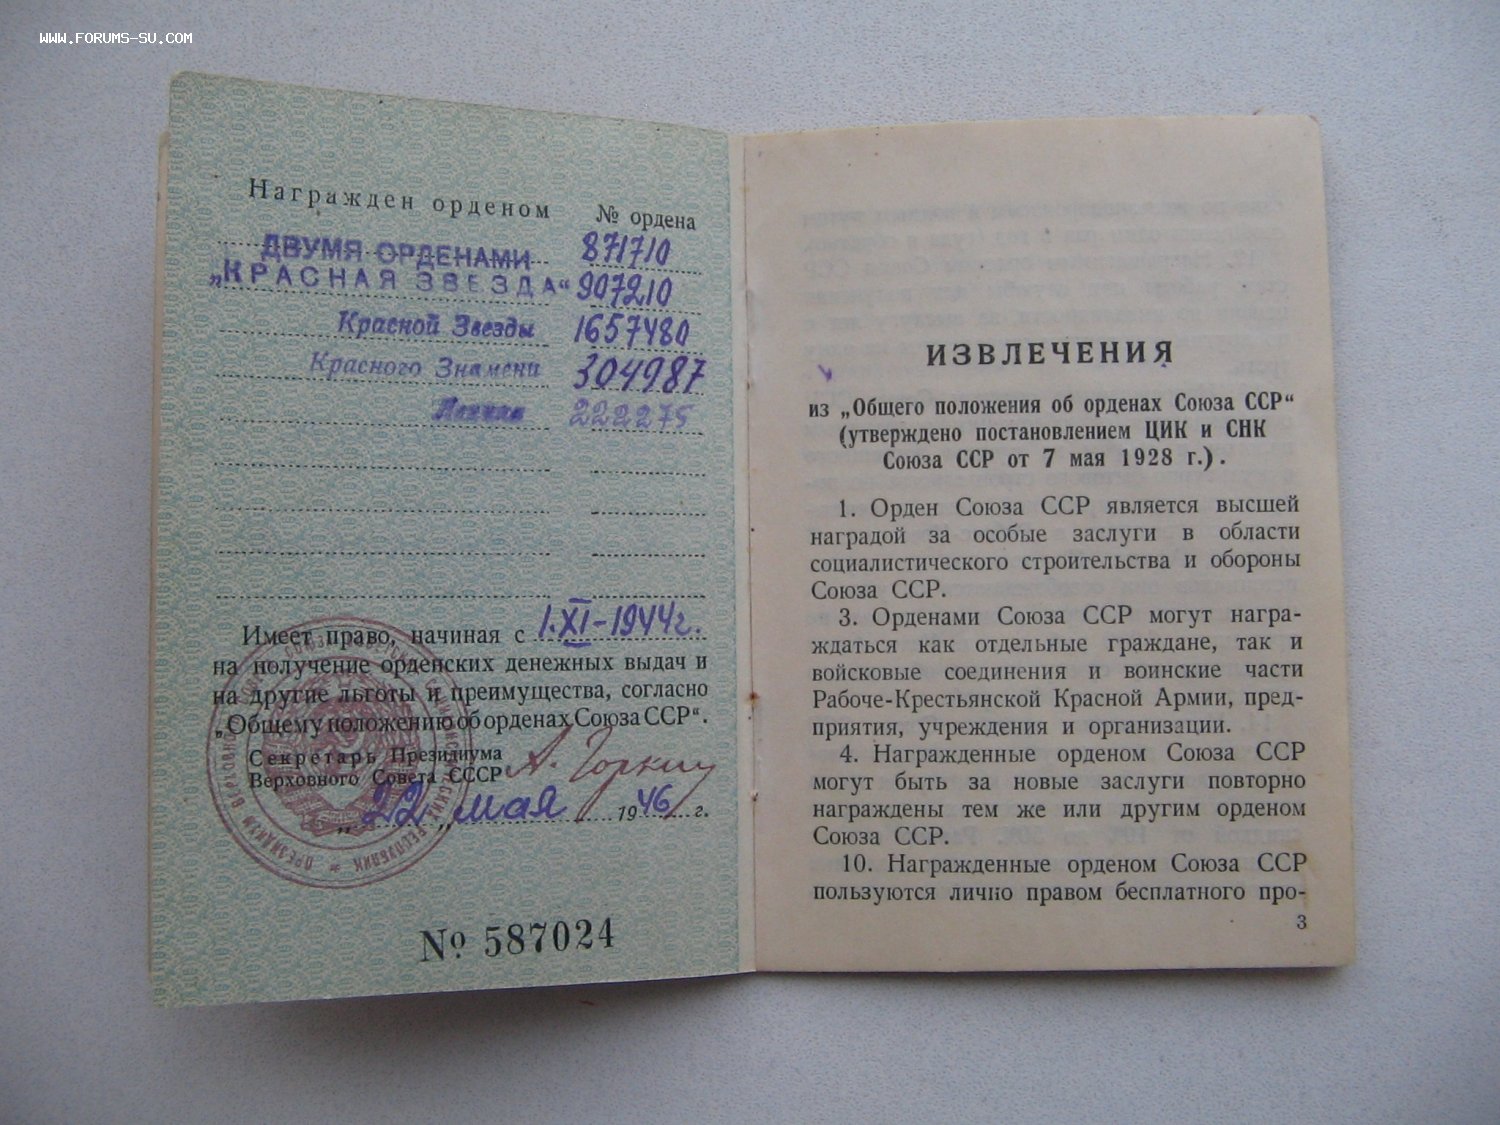 WWW.FORUMS-SU.COM
Награжден орденом № ордена
ДВУМЯ ОРДЕНАМИ 871710
„КРАСНАЯ ЗВЕЗДА“ 907210
Красной Звезды 1657480
Красного Знамени 304987
Ленина 222275
Имеет право, начиная с 1.XI-1944г.
на получение орденских денежных выдач и
на другие льготы и преимущества, согласно
„Общему положению об орденах Союза ССР“.
Секретарь Президиума
Верховного Совета СССР А. Горкин
„22„ мая 1946 г.
№ 587024
ИЗВЛЕЧЕНИЯ
из „Общего положения об орденах Союза ССР“
(утверждено постановлением ЦИК и СНК
Союза ССР от 7 мая 1928 г.).
1. Орден Союза ССР является высшей
наградой за особые заслуги в области
социалистического строительства и обороны
Союза ССР.
3. Орденами Союза ССР могут награ-
ждаться как отдельные граждане, так и
войсковые соединения и воинские части
Рабоче-Крестьянской Красной Армии, пред-
приятия, учреждения и организации.
4. Награжденные орденом Союза ССР
могут быть за новые заслуги повторно
награждены тем же или другим орденом
Союза ССР.
10. Награжденные орденом Союза ССР
пользуются лично правом бесплатного про-
3